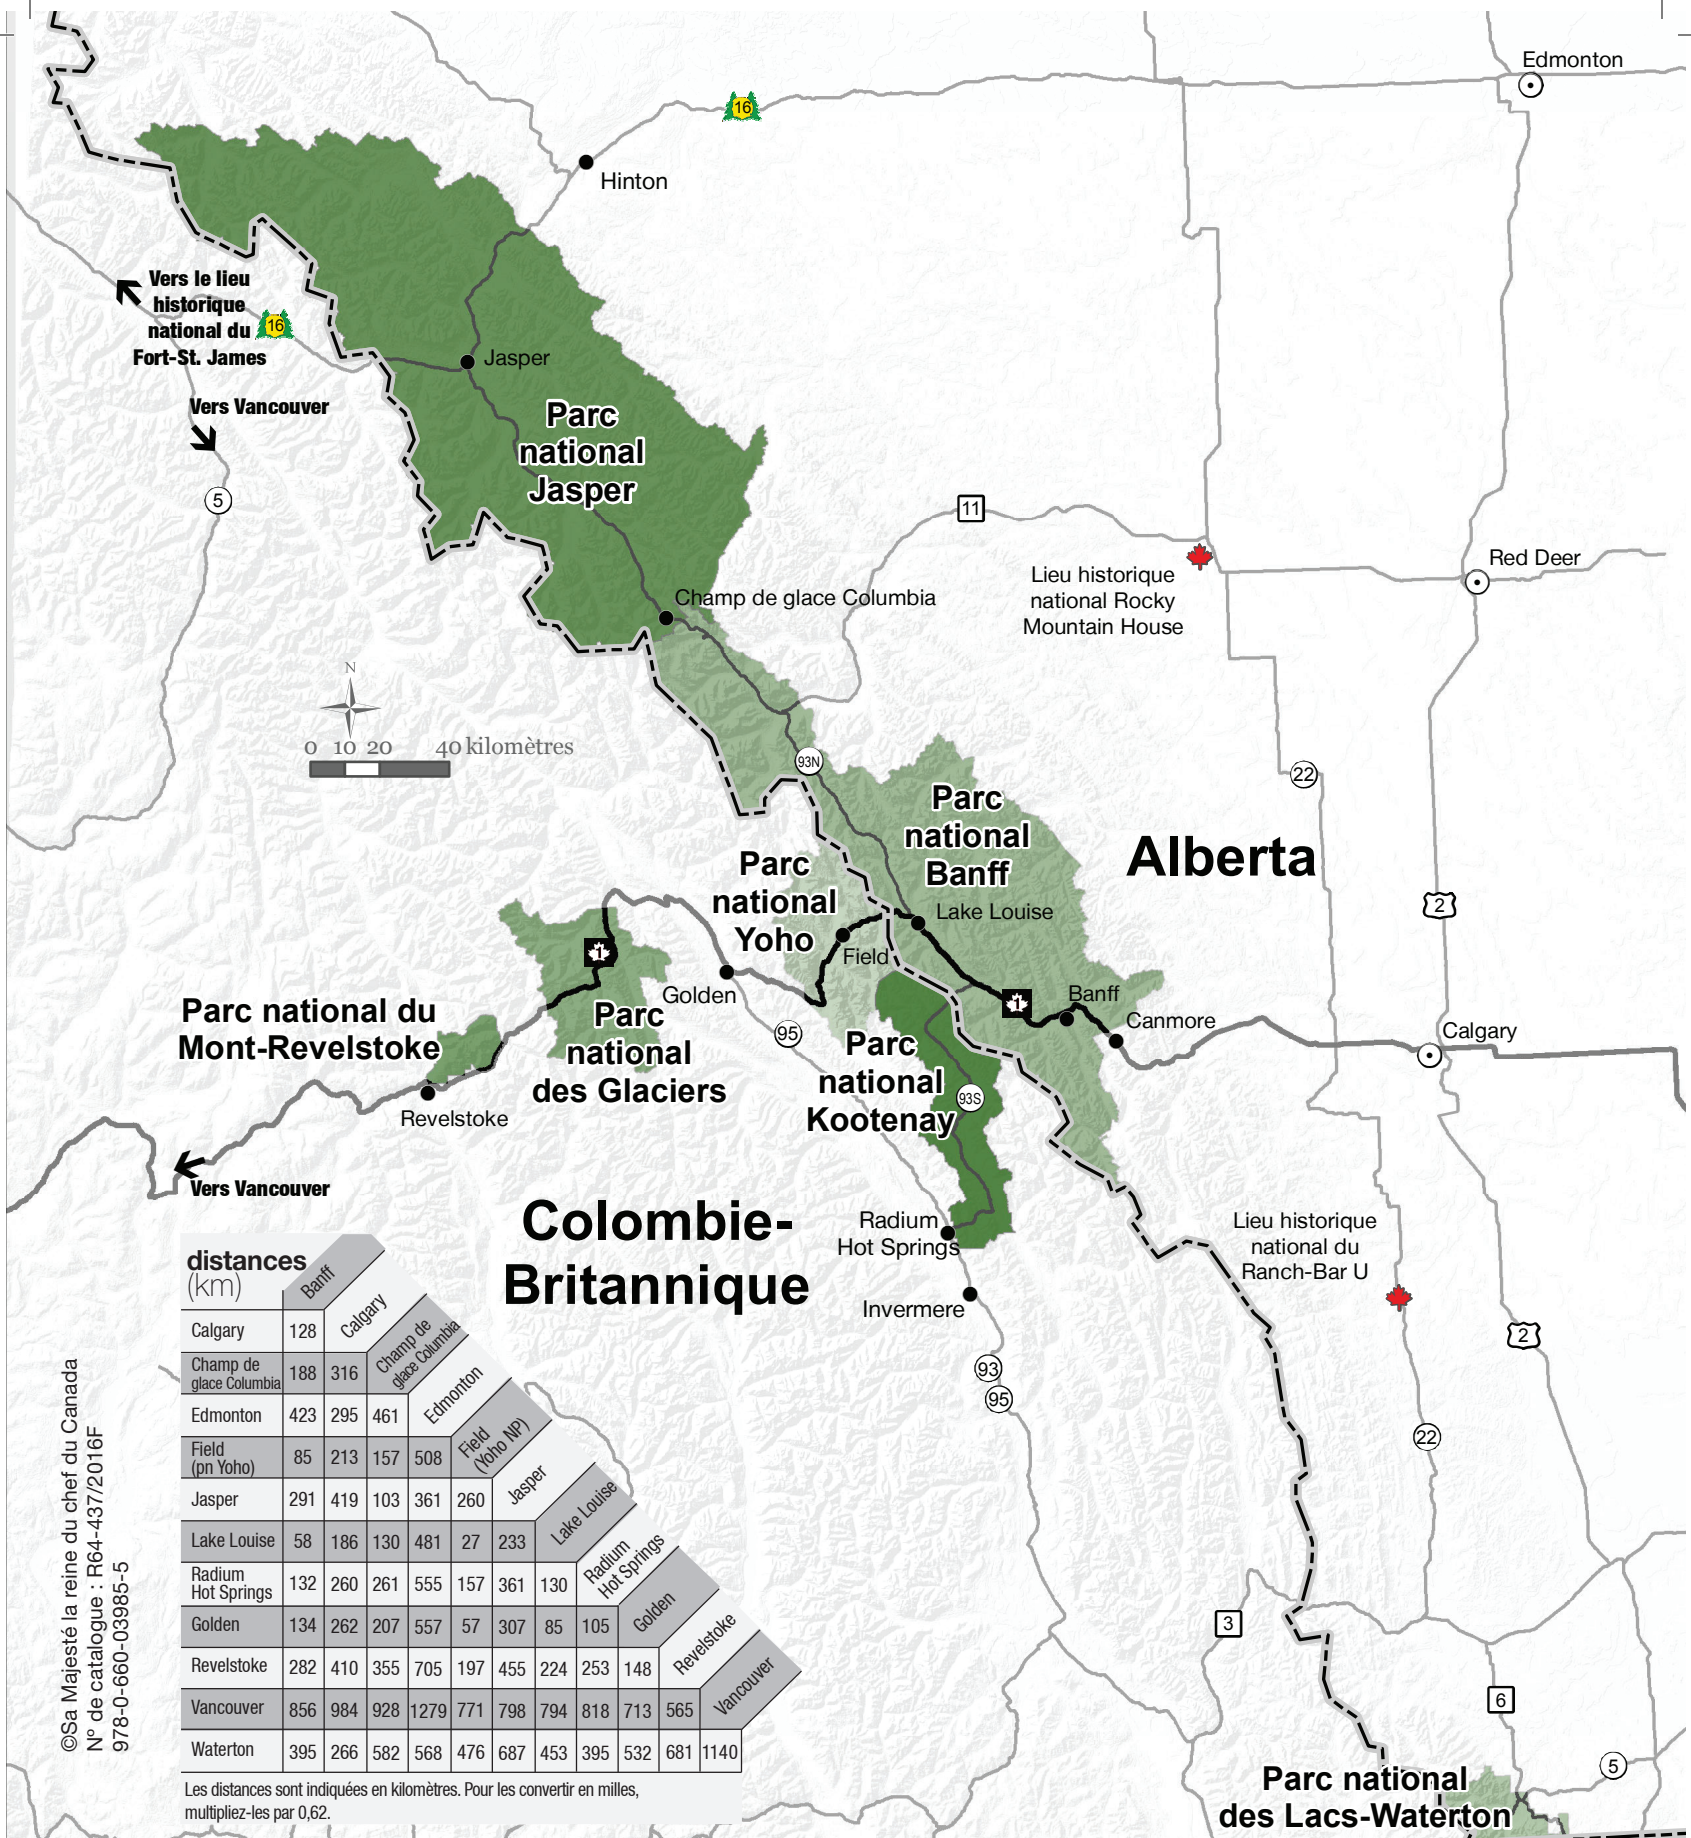 Edmonton
16
Hinton
Vers le lieu
historique
national du
Fort-St. James
16
Jasper
Vers Vancouver
Parc
national
Jasper
5
11
Red Deer
Lieu historique
national Rocky
Mountain House
Champ de glace Columbia
N
0 10 20 40 kilomètres
93N
22
Parc
national
Banff
Alberta
Parc
national
Yoho
2
Lake Louise
Field
1
Golden
1
Banff
Canmore
Calgary
Parc national du
Mont-Revelstoke
Parc
national
des Glaciers
95
Parc
national
Kootenay
93S
Revelstoke
Vers Vancouver
Colombie-
Britannique
Radium
Hot Springs
Lieu historique
national du
Ranch-Bar U
Invermere
2
93
95
22
3
6
5
Parc national
des Lacs-Waterton
distances
(km)
Banff
Calgary 128 Calgary
Champ de
glace Columbia 188 316 Champ de
glace Columbia
Edmonton 423 295 461 Edmonton
Field
(pn Yoho) 85 213 157 508 Field
(Yoho NP)
Jasper 291 419 103 361 260 Jasper
Lake Louise 58 186 130 481 27 233 Lake Louise
Radium
Hot Springs 132 260 261 555 157 361 130 Radium
Hot Springs
Golden 134 262 207 557 57 307 85 105 Golden
Revelstoke 282 410 355 705 197 455 224 253 148 Revelstoke
Vancouver 856 984 928 1279 771 798 794 818 713 565 Vancouver
Waterton 395 266 582 568 476 687 453 395 532 681 1140
Les distances sont indiquées en kilomètres. Pour les convertir en milles,
multipliez-les par 0,62.
©Sa Majesté la reine du chef du Canada
N° de catalogue : R64-437/2016F
978-0-660-03985-5